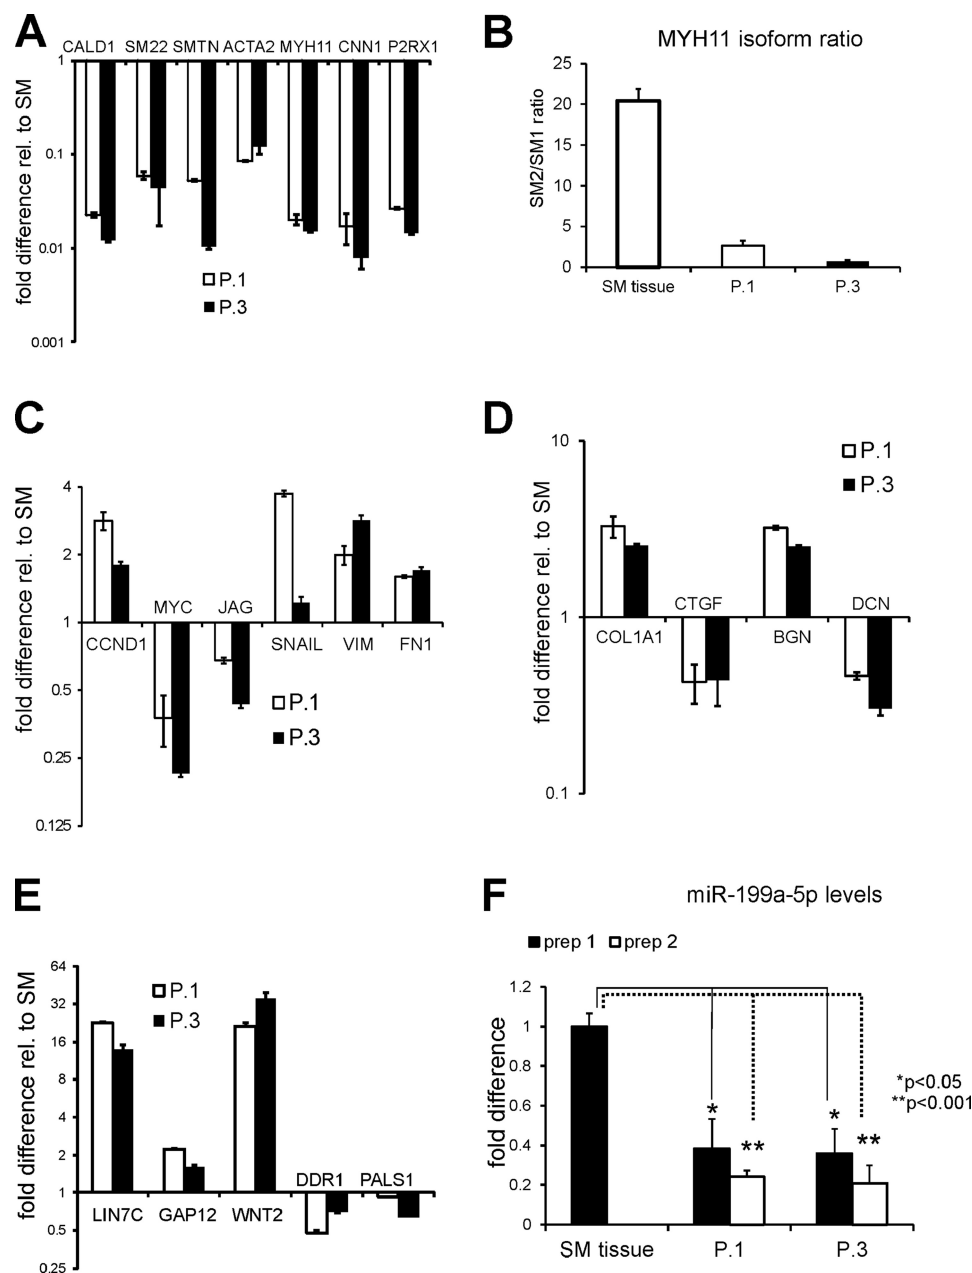 A
CALD1 SM22 SMTN ACTA2 MYH11 CNN1 P2RX1
fold difference rel. to SM
1
0.1
0.01
0.001
P.1
P.3
B
MYH11 isoform ratio
SM2/SM1 ratio
25
20
15
10
5
0
SM tissue P.1 P.3
C
fold difference rel. to SM
4
2
1
0.5
0.25
0.125
MYC JAG
CCND1 SNAIL VIM FN1
P.1
P.3
D
fold difference rel. to SM
10
1
0.1
P.1
P.3
CTGF DCN
COL1A1 BGN
E
fold difference rel. to SM
64
32
16
8
4
2
1
0.5
0.25
P.1
P.3
DDR1 PALS1
LIN7C GAP12 WNT2
F
miR-199a-5p levels
prep 1 prep 2
fold difference
1.2
1
0.8
0.6
0.4
0.2
0
* ** * **
*p<0.05
**p<0.001
SM tissue P.1 P.3